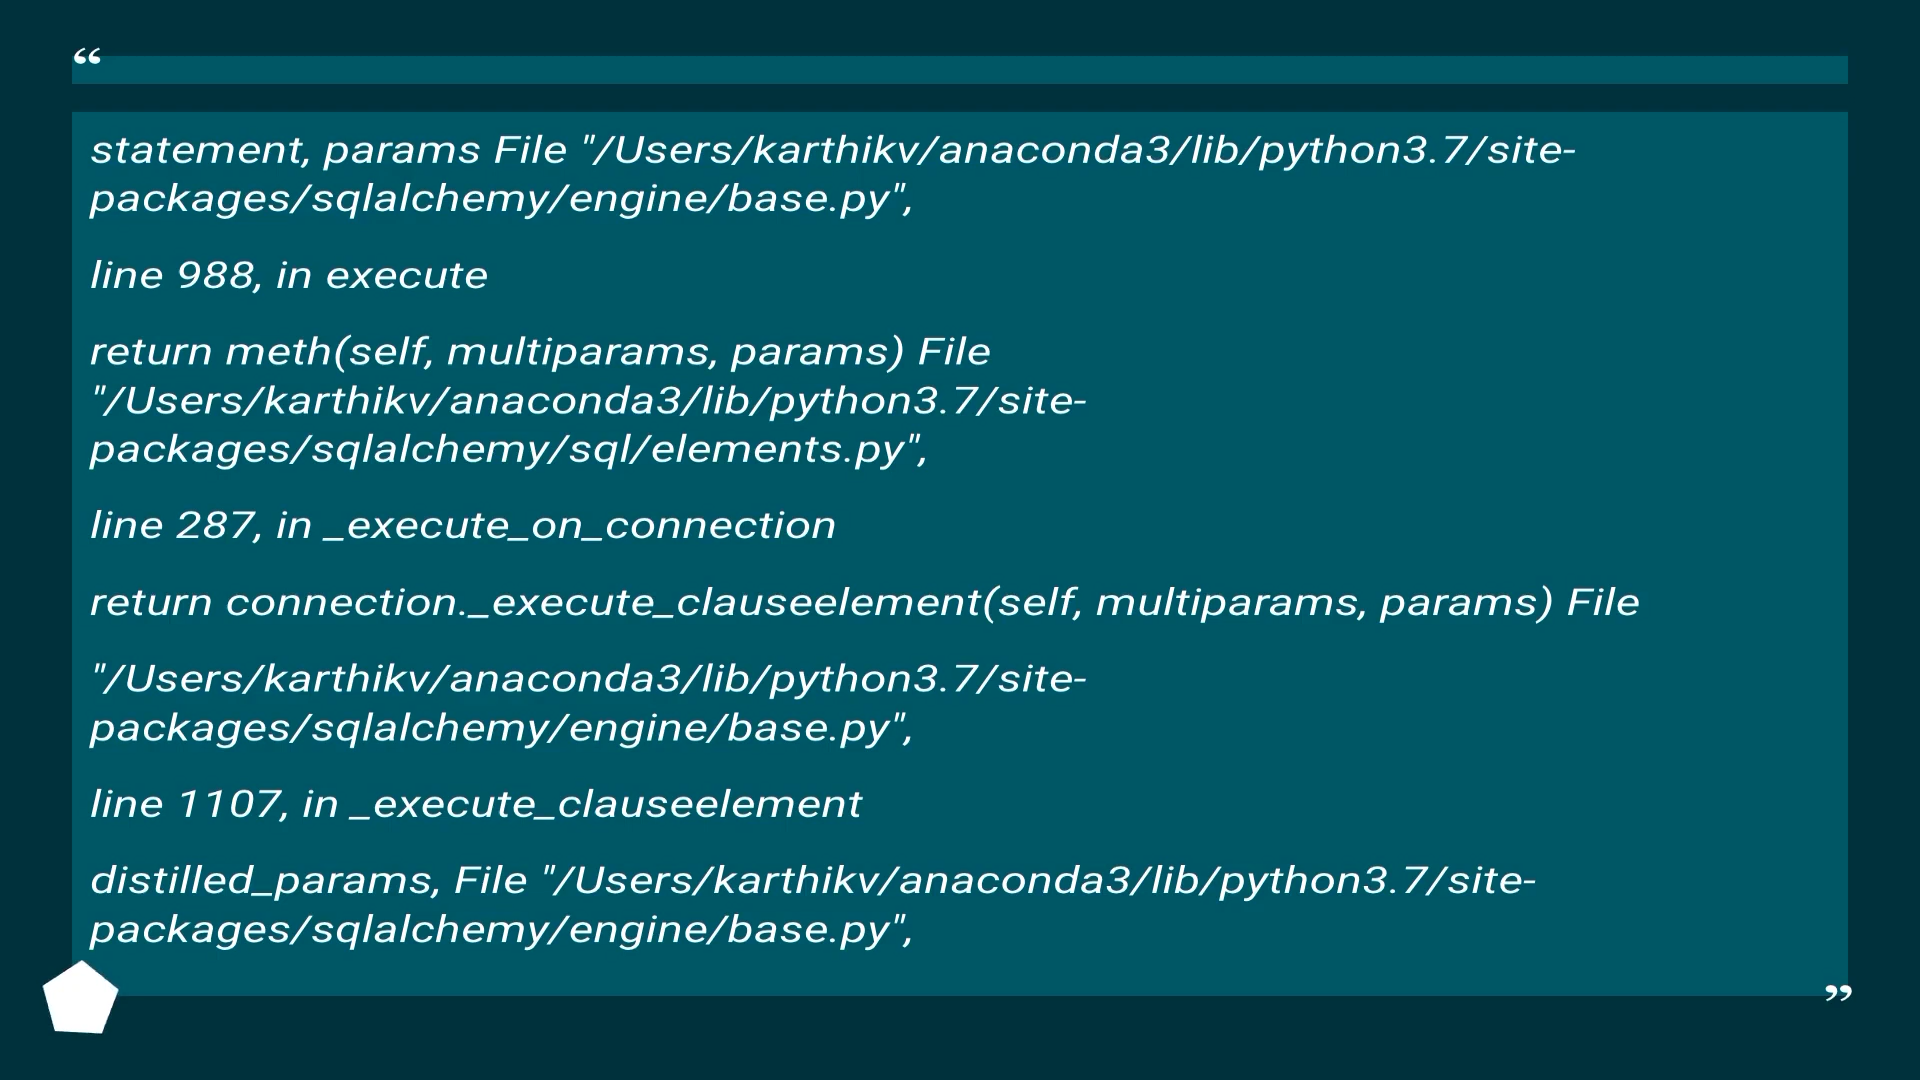 “
statement, params File "/Users/karthikv/anaconda3/lib/python3.7/site-
packages/sqlalchemy/engine/base.py",
line 988, in execute
return meth(self, multiparams, params) File
"/Users/karthikv/anaconda3/lib/python3.7/site-
packages/sqlalchemy/sql/elements.py",
line 287, in _execute_on_connection
return connection._execute_clauseelement(self, multiparams, params) File
"/Users/karthikv/anaconda3/lib/python3.7/site-
packages/sqlalchemy/engine/base.py",
line 1107, in _execute_clauseelement
distilled_params, File "/Users/karthikv/anaconda3/lib/python3.7/site-
packages/sqlalchemy/engine/base.py",
”